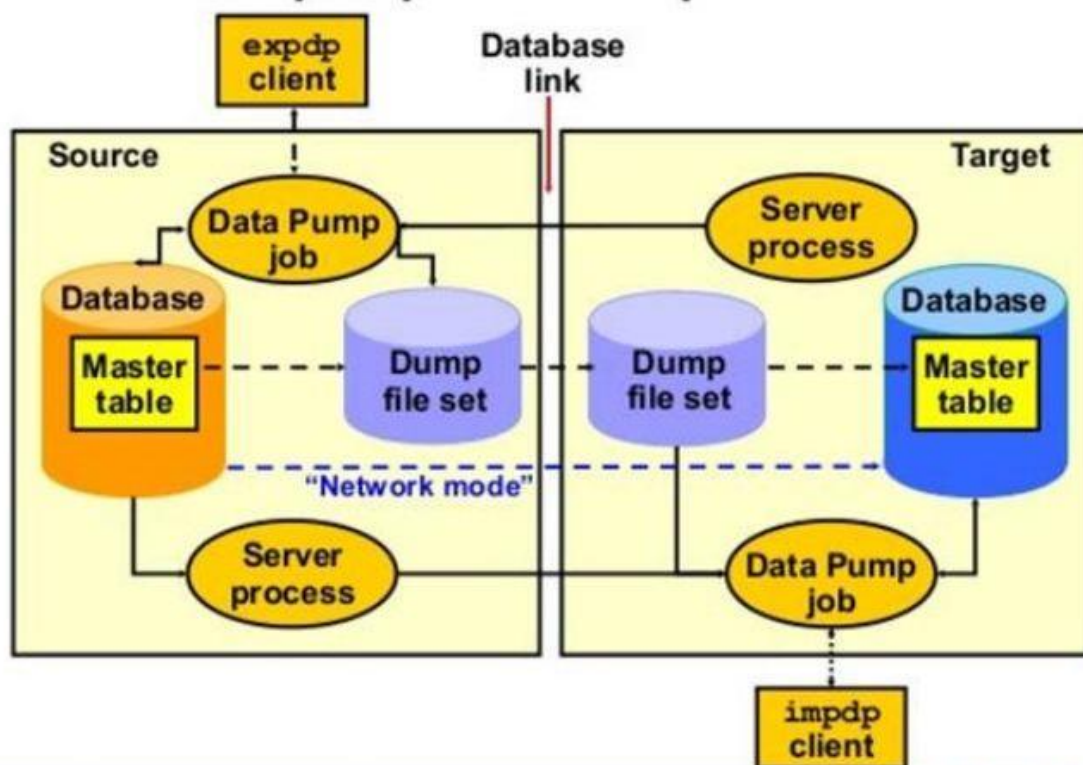 expdp
client
Database
link
Source
Target
Data Pump
job
Server
process
Database
Master
table
Dump
file set
Dump
file set
Database
Master
table
“Network mode”
Server
process
Data Pump
job
impdp
client